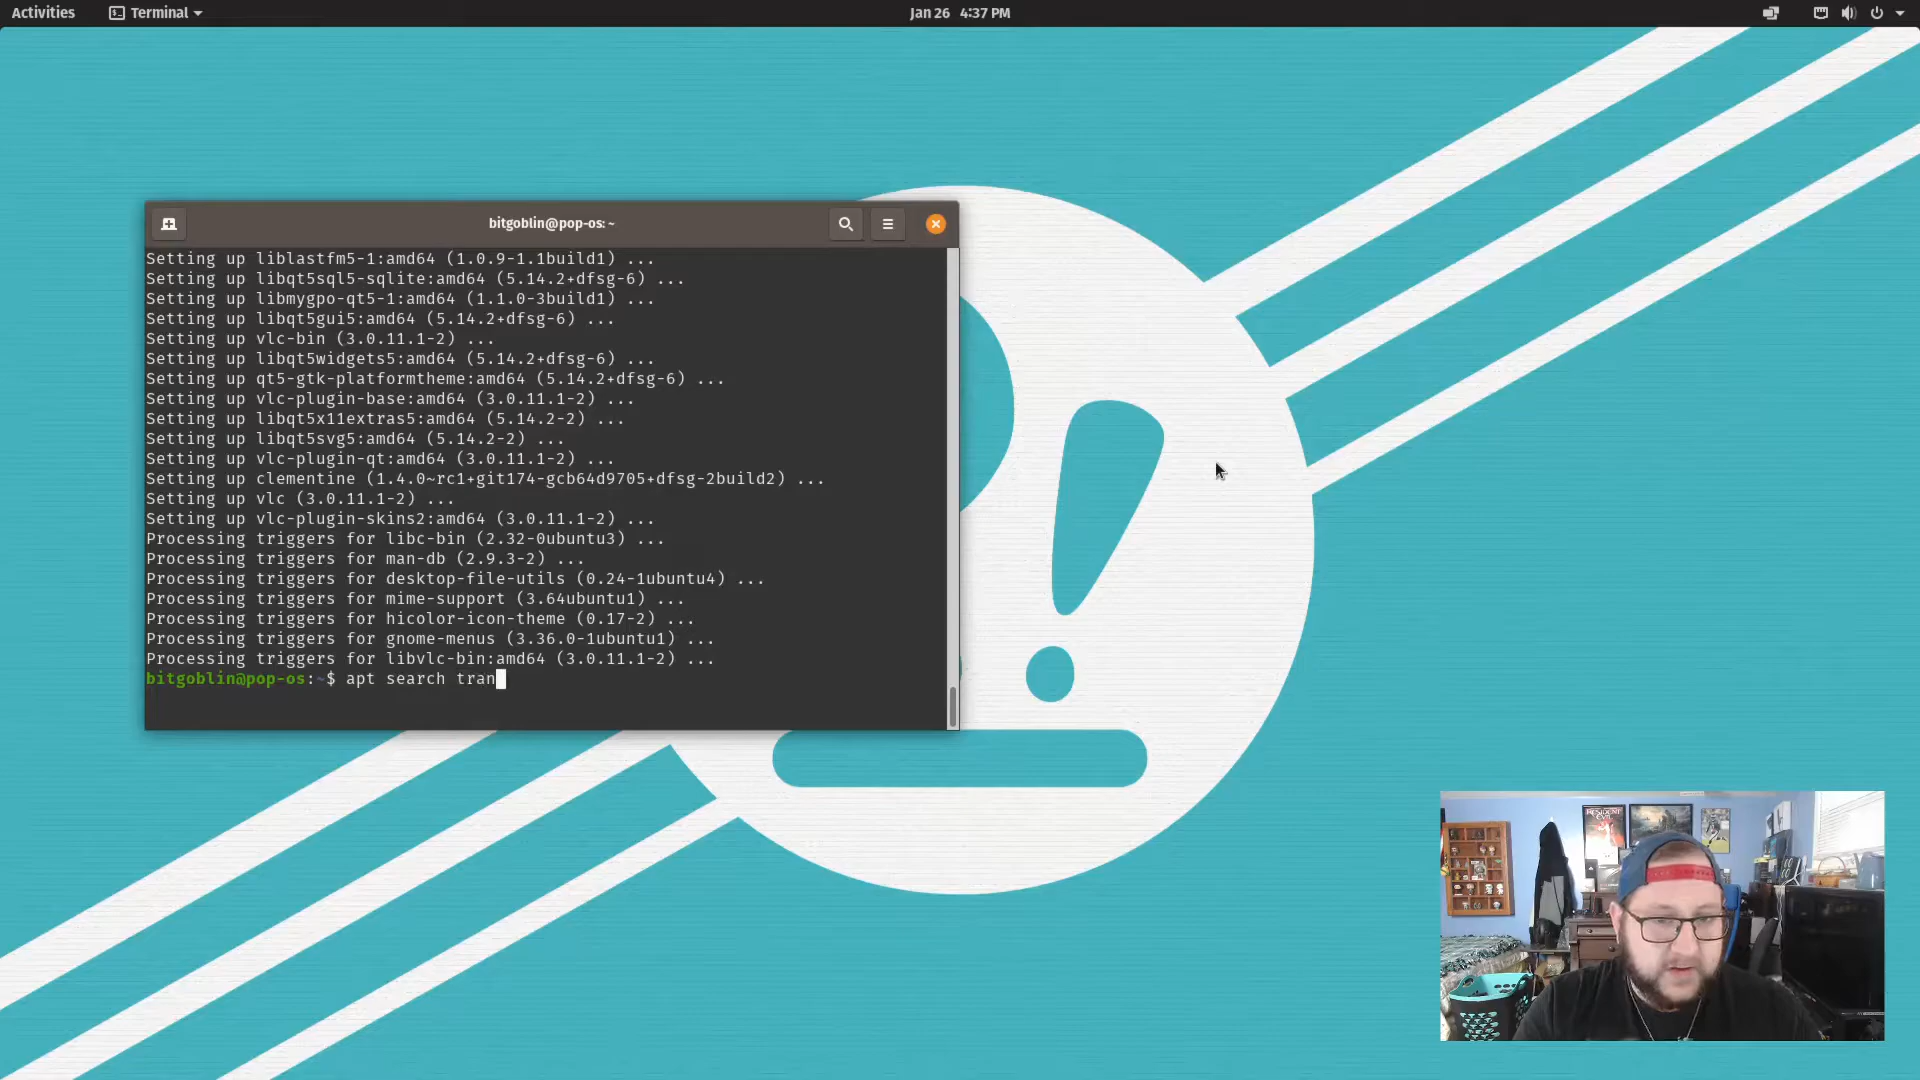 Activities
Terminal
Jan 26 4:37 PM
bitgoblin@pop-os: ~
Setting up liblastfm5-1:amd64 (1.0.9-1.1build1) ...
Setting up libqt5sql5-sqlite:amd64 (5.14.2+dfsg-6) ...
Setting up libmygpo-qt5-1:amd64 (1.1.0-3build1) ...
Setting up libqt5gui5:amd64 (5.14.2+dfsg-6) ...
Setting up vlc-bin (3.0.11.1-2) ...
Setting up libqt5widgets5:amd64 (5.14.2+dfsg-6) ...
Setting up qt5-gtk-platformtheme:amd64 (5.14.2+dfsg-6) ...
Setting up vlc-plugin-base:amd64 (3.0.11.1-2) ...
Setting up libqt5x11extras5:amd64 (5.14.2-2) ...
Setting up libqt5svg5:amd64 (5.14.2-2) ...
Setting up vlc-plugin-qt:amd64 (3.0.11.1-2) ...
Setting up clementine (1.4.0~rc1+git174-gcb64d9705+dfsg-2build2) ...
Setting up vlc (3.0.11.1-2) ...
Setting up vlc-plugin-skins2:amd64 (3.0.11.1-2) ...
Processing triggers for libc-bin (2.32-0ubuntu3) ...
Processing triggers for man-db (2.9.3-2) ...
Processing triggers for desktop-file-utils (0.24-1ubuntu4) ...
Processing triggers for mime-support (3.64ubuntu1) ...
Processing triggers for hicolor-icon-theme (0.17-2) ...
Processing triggers for gnome-menus (3.36.0-1ubuntu1) ...
Processing triggers for libvlc-bin:amd64 (3.0.11.1-2) ...
bitgoblin@pop-os:~$ apt search tran
RESIDENT
EVIL